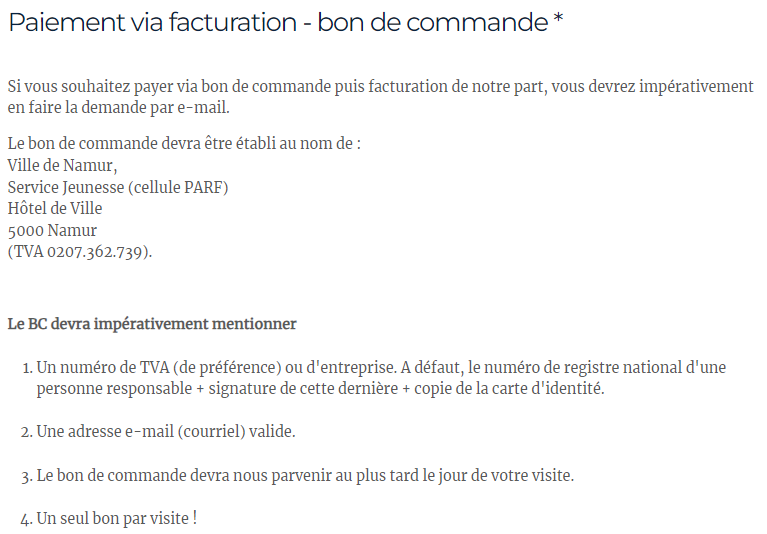 Paiement via facturation - bon de commande *
Si vous souhaitez payer via bon de commande puis facturation de notre part, vous devrez impérativement
en faire la demande par e-mail.
Le bon de commande devra être établi au nom de :
Ville de Namur,
Service Jeunesse (cellule PARF)
Hôtel de Ville
5000 Namur
(TVA 0207.362.739).
Le BC devra impérativement mentionner
1. Un numéro de TVA (de préférence) ou d'entreprise. A défaut, le numéro de registre national d'une
personne responsable + signature de cette dernière + copie de la carte d'identité.
2. Une adresse e-mail (courriel) valide.
3. Le bon de commande devra nous parvenir au plus tard le jour de votre visite.
4. Un seul bon par visite !